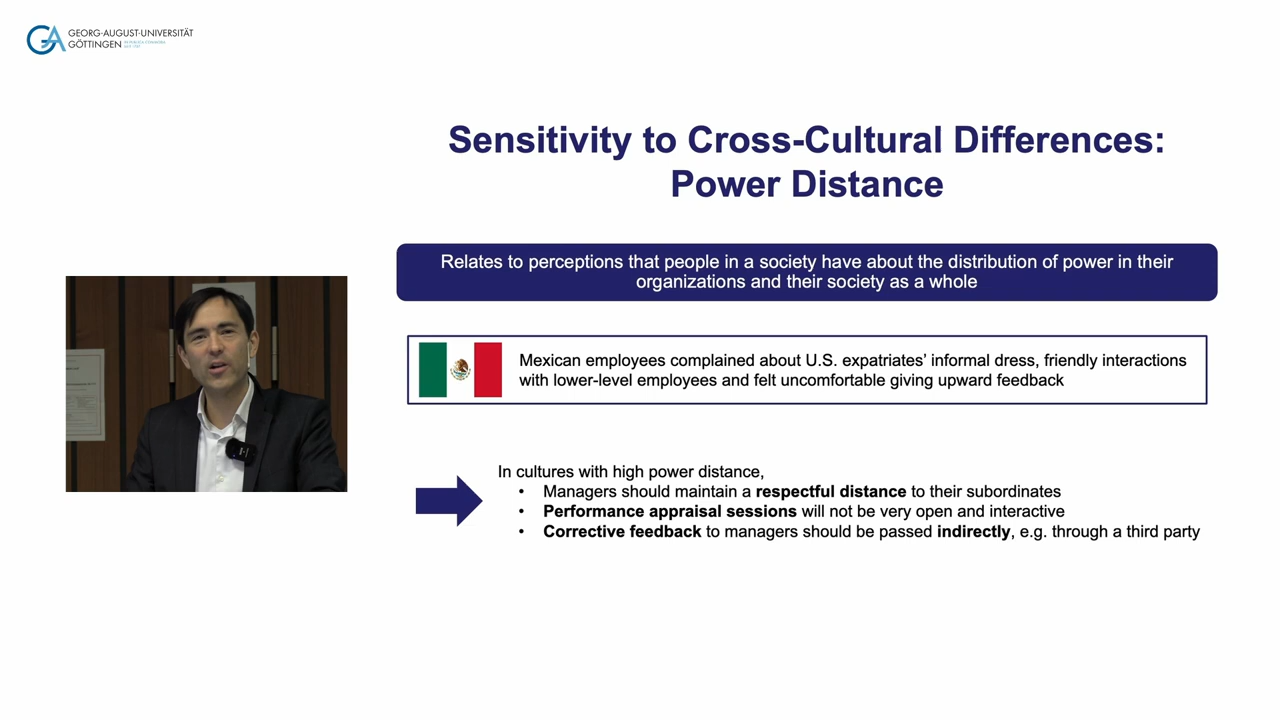 GEORG-AUGUST-UNIVERSITÄT
GÖTTINGEN
Sensitivity to Cross-Cultural Differences:
Power Distance
Relates to perceptions that people in a society have about the distribution of power in their
organizations and their society as a whole
Mexican employees complained about U.S. expatriates’ informal dress, friendly interactions
with lower-level employees and felt uncomfortable giving upward feedback
In cultures with high power distance,
• Managers should maintain a respectful distance to their subordinates
• Performance appraisal sessions will not be very open and interactive
• Corrective feedback to managers should be passed indirectly, e.g. through a third party